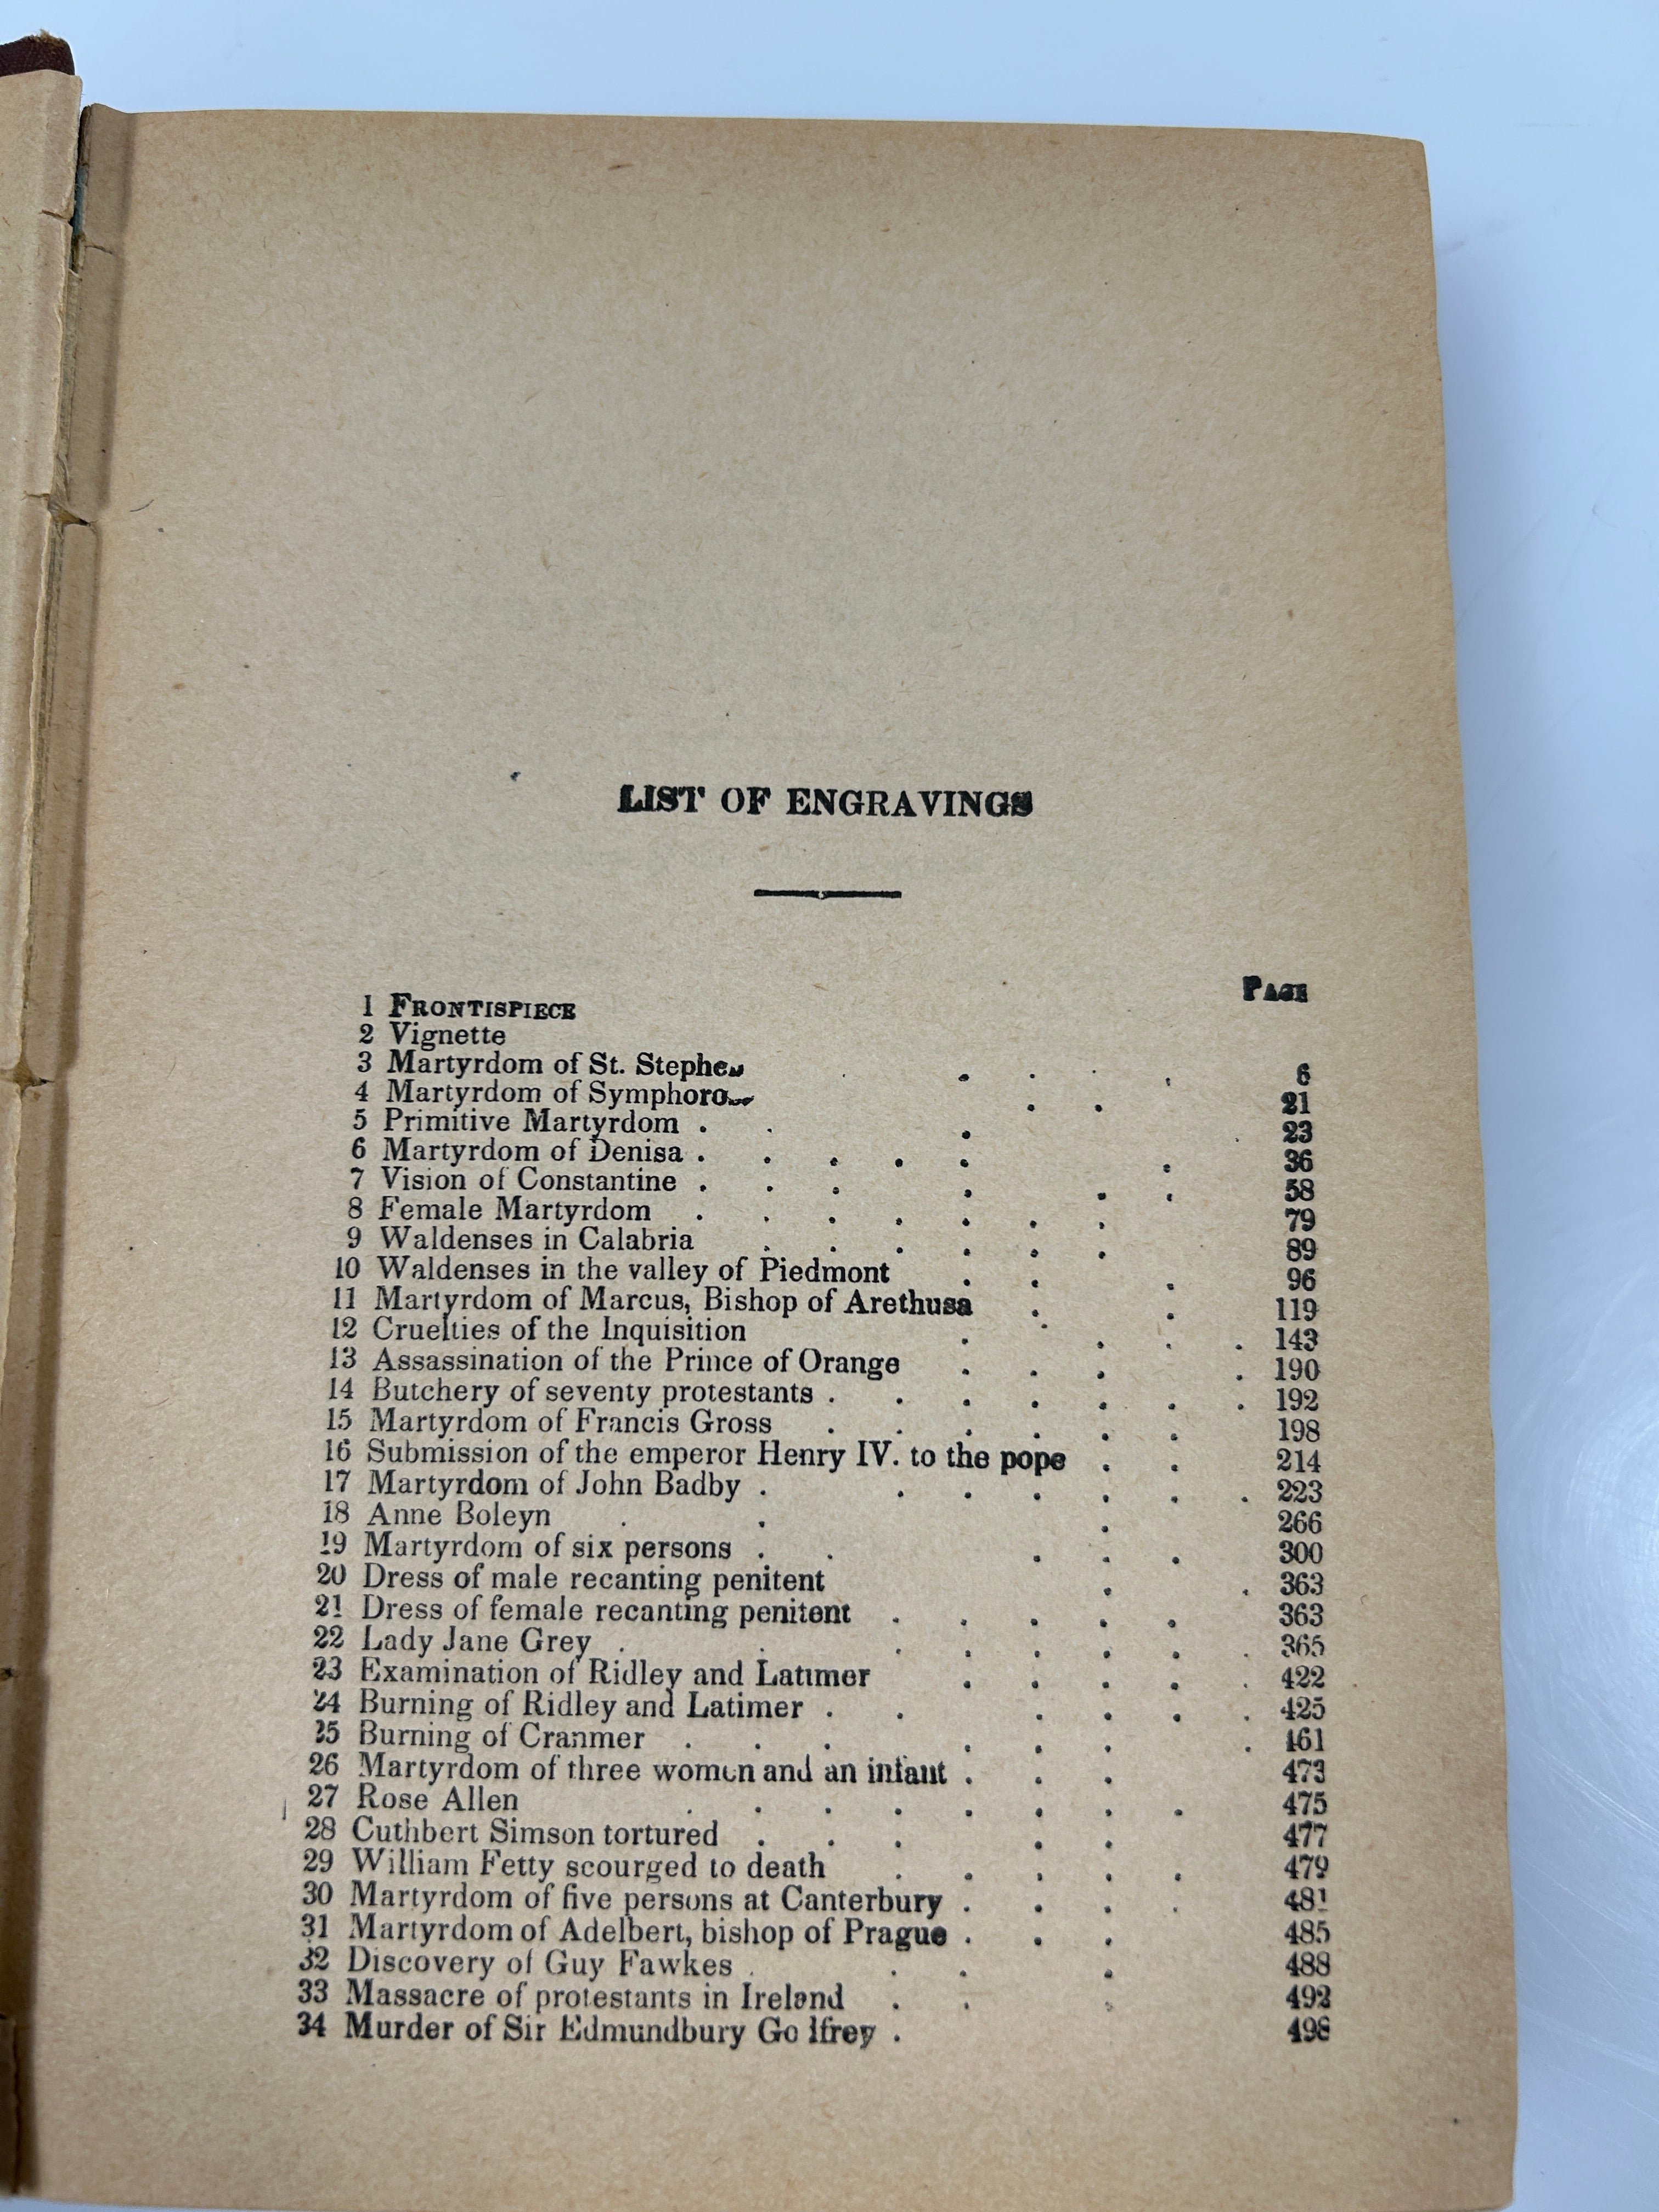 LIST OF ENGRAVINGS
PAGE
1 FRONTISPIECE
2 Vignette
3 Martyrdom of St. Stephen . . . . 6
4 Martyrdom of . . 21
5 Primitive Martyrdom . . . . 23
6 Martyrdom of Denisa . . . . . . 36
7 Vision of Constantine . . . . . . 58
8 Female Martyrdom . . . . . . . 79
9 Waldenses in Calabria . . . . . . 89
10 Waldenses in the valley of Piedmont . . . 96
11 Martyrdom of Marcus, Bishop of Arethusa . . 119
12 Cruelties of the Inquisition . . . . . 143
13 Assassination of the Prince of Orange . . . . 190
14 Butchery of seventy protestants . . . . . . . 192
15 Martyrdom of Francis Gross . . . . . . 198
16 Submission of the emperor Henry IV. to the pope . . 214
17 Martyrdom of John Badby . . . . . . . 223
18 Anne Boleyn . . . 266
19 Martyrdom of six persons . . . . . 300
20 Dress of male recanting penitent . . 363
21 Dress of female recanting penitent . . . . . 363
22 Lady Jane Grey . . . . . . . . 365
23 Examination of Ridley and Latimer . . . . . 422
24 Burning of Ridley and Latimer . . . . . . 425
25 Burning of Cranmer . . . . . . . 461
26 Martyrdom of three women and an infant . . . 473
27 Rose Allen . . . . . . . . 475
28 Cuthbert Simson tortured . . . . . 477
29 William Fetty scourged to death . . . . . 479
30 Martyrdom of five persons at Canterbury . . . . 481
31 Martyrdom of Adelbert, bishop of Prague . . . 485
32 Discovery of Guy Fawkes . . . . 488
33 Massacre of protestants in Ireland . . . 492
34 Murder of Sir Edmundbury Go lfrey . 498